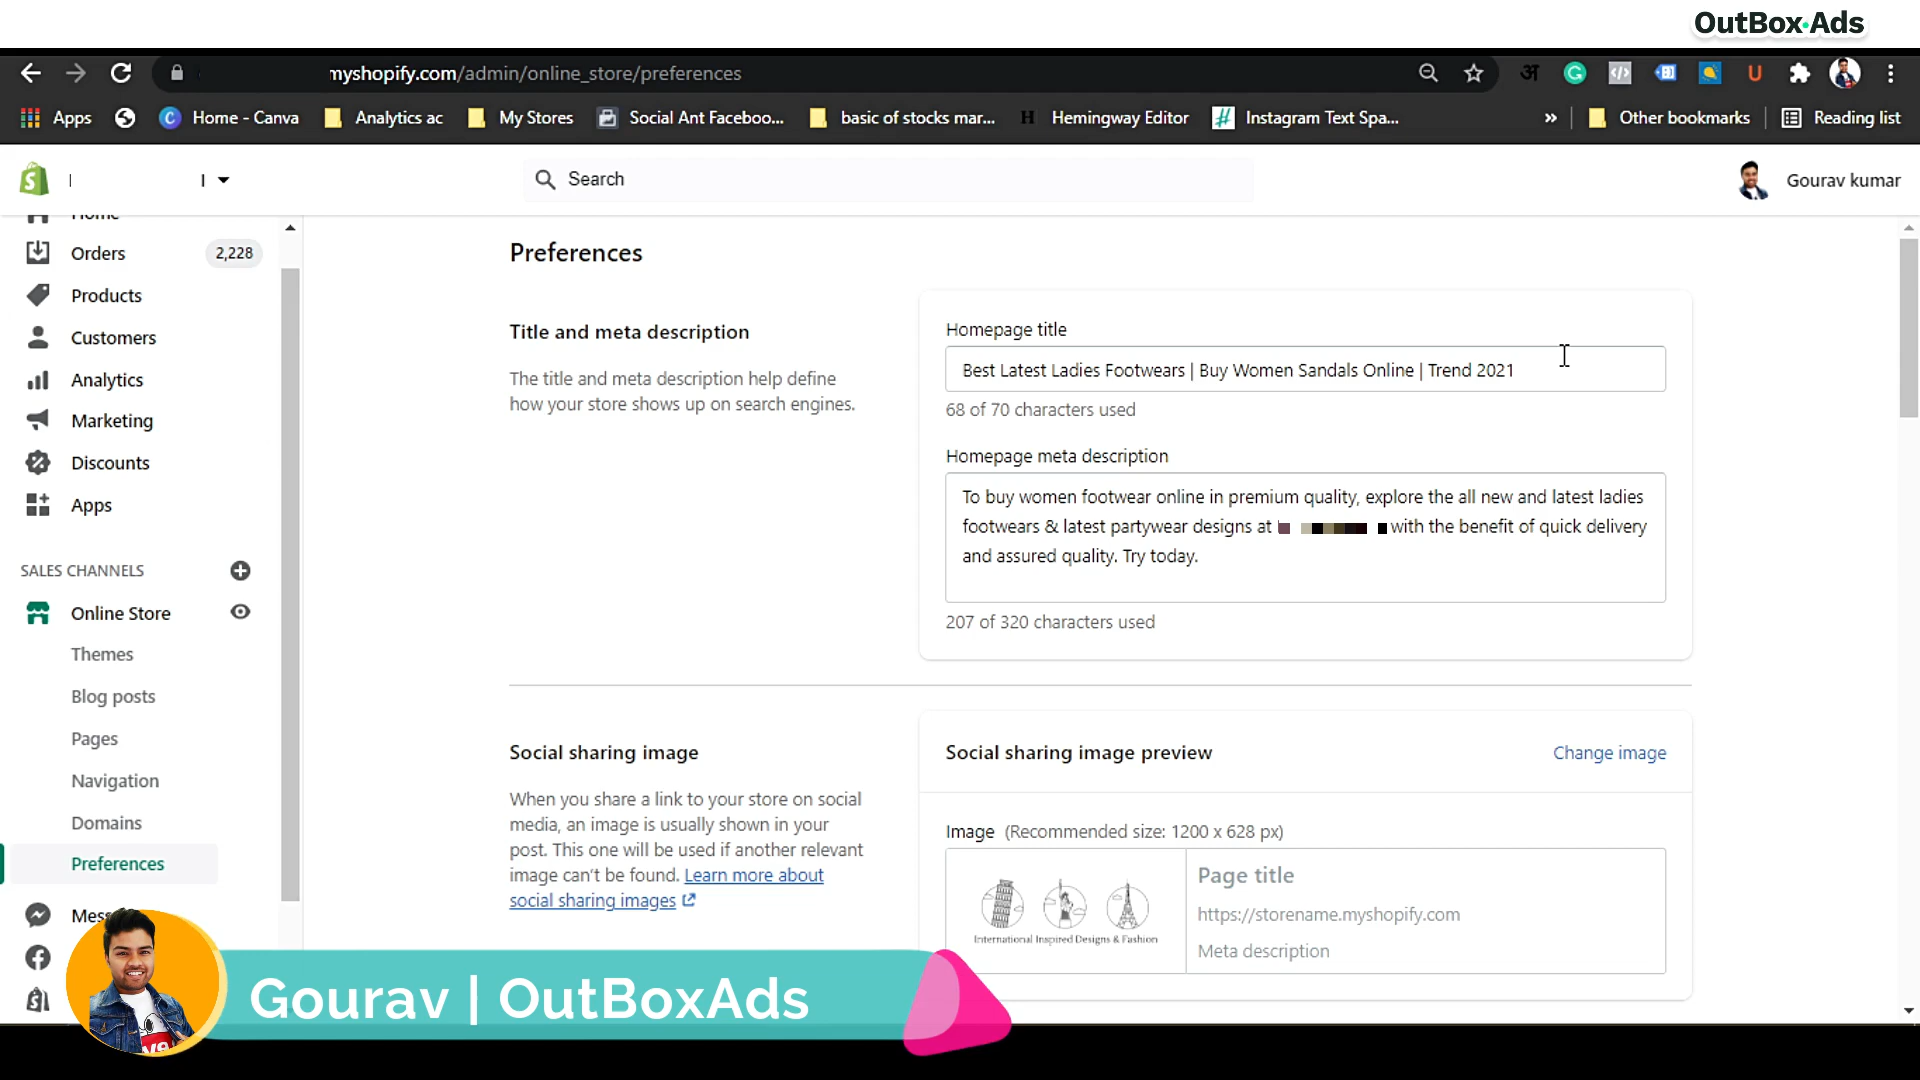 OutBox Ads
myshopify.com/admin/online_store/preferences
Apps
Home - Canva
Analytics ac
My Stores
Social Ant Faceboo...
basic of stocks mar...
Hemingway Editor
Instagram Text Spa...
»
Other bookmarks
Reading list
Search
Gourav kumar
Home
Orders
2,228
Products
Customers
Analytics
Marketing
Discounts
Apps
SALES CHANNELS
Online Store
Themes
Blog posts
Pages
Navigation
Domains
Preferences
Preferences
Title and meta description
The title and meta description help define
how your store shows up on search engines.
Homepage title
Best Latest Ladies Footwears | Buy Women Sandals Online | Trend 2021
68 of 70 characters used
Homepage meta description
To buy women footwear online in premium quality, explore the all new and latest ladies
footwears & latest partywear designs at with the benefit of quick delivery
and assured quality. Try today.
207 of 320 characters used
Social sharing image
When you share a link to your store on social
media, an image is usually shown in your
post. This one will be used if another relevant
image can't be found. Learn more about
social sharing images
Social sharing image preview
Change image
Image (Recommended size: 1200 x 628 px)
International Inspired Designs & Fashion
Page title
https://storename.myshopify.com
Meta description
Gourav | OutBoxAds